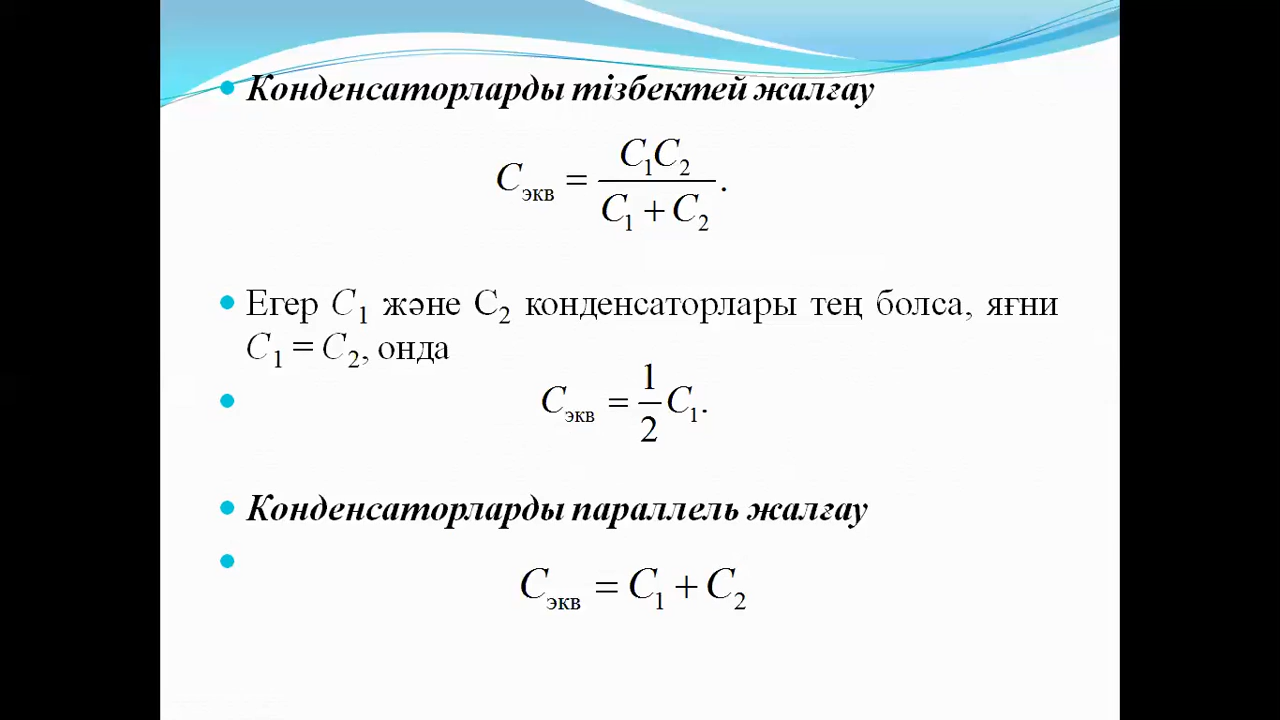 Конденсаторларды тізбектей жалғау
Cэкв = C1C2 / (C1 + C2).
Егер C1 және C2 конденсаторлары тең болса, яғни
C1 = C2, онда
Cэкв = 1/2 C1.
Конденсаторларды параллель жалғау
Cэкв = C1 + C2